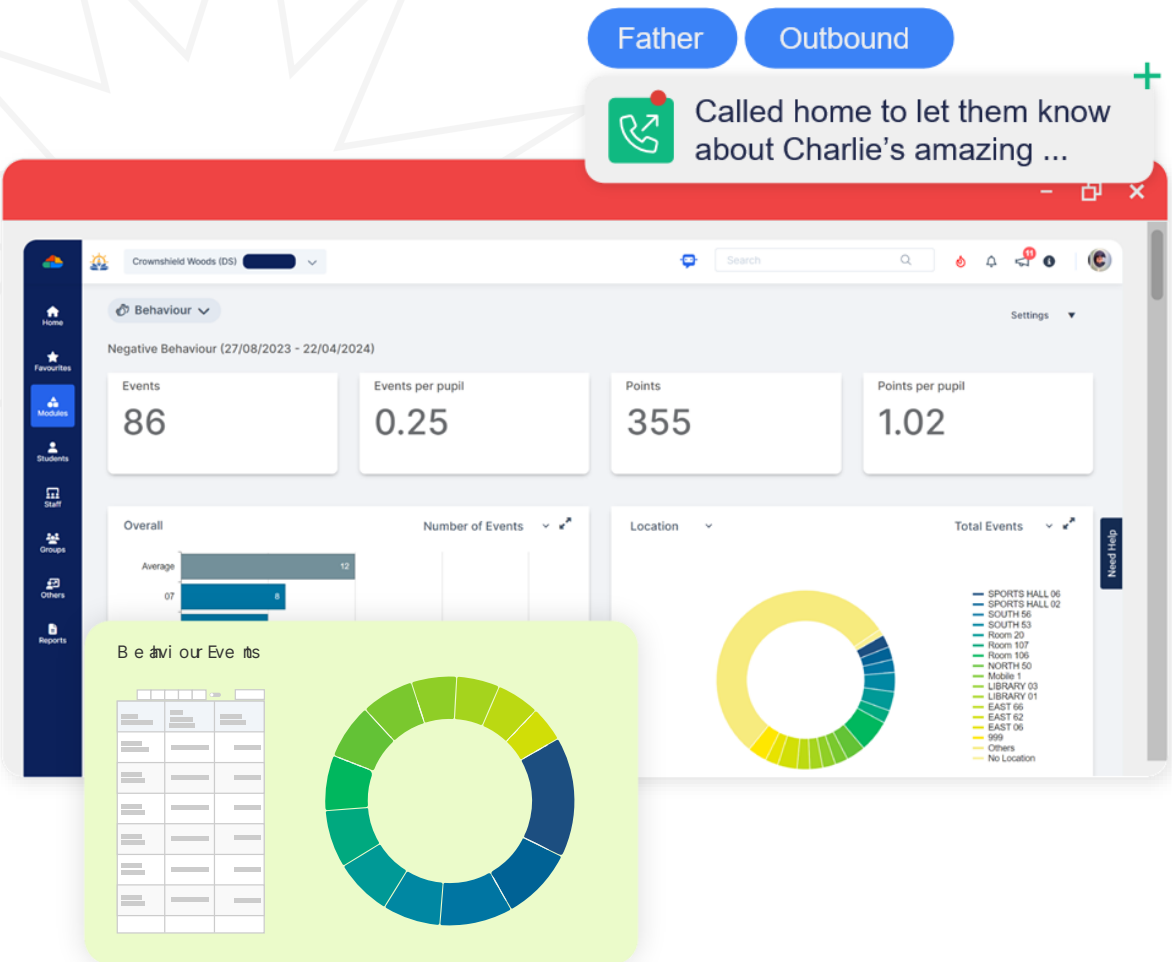 Father
Outbound
Called home to let them know
about Charlie's amazing ...
Crownshield Woods (DS)
Search
11
Home
Favourites
Modules
Students
Staff
Groups
Others
Reports
Behaviour
Settings
Negative Behaviour (27/08/2023 - 22/04/2024)
Events
86
Events per pupil
0.25
Points
355
Points per pupil
1.02
Overall
Number of Events
Average
12
07
8
Location
Total Events
SPORTS HALL 06
SPORTS HALL 02
SOUTH 56
SOUTH 53
Room 20
Room 107
Room 106
NORTH 50
Mobile 1
LIBRARY 03
LIBRARY 01
EAST 66
EAST 62
EAST 06
999
Others
No Location
Need Help
Behaviour Events